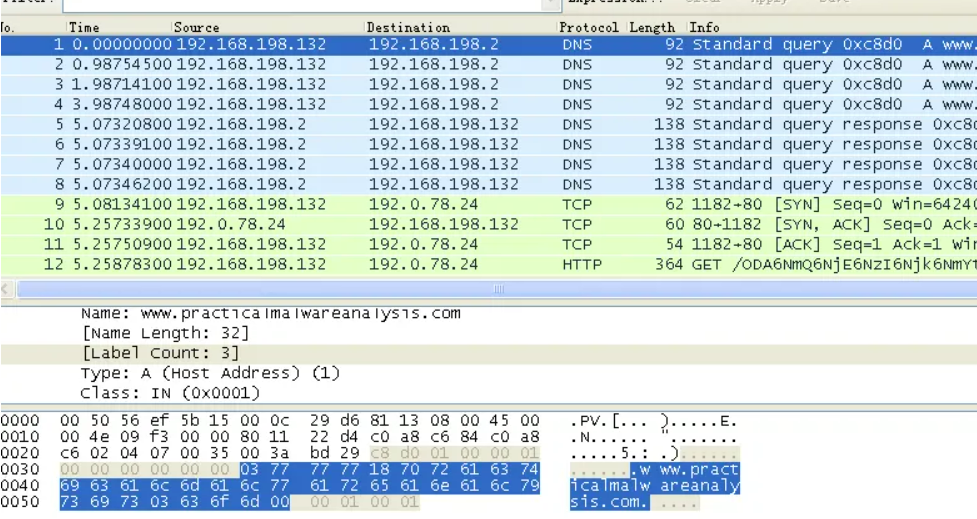 No. Time Source Destination Protocol Length Info
1 0.00000000 192.168.198.132 192.168.198.2 DNS 92 Standard query 0xc8d0 A www.
2 0.98754500 192.168.198.132 192.168.198.2 DNS 92 Standard query 0xc8d0 A www.
3 1.98714100 192.168.198.132 192.168.198.2 DNS 92 Standard query 0xc8d0 A www.
4 3.98748000 192.168.198.132 192.168.198.2 DNS 92 Standard query 0xc8d0 A www.
5 5.07320800 192.168.198.2 192.168.198.132 DNS 138 Standard query response 0xc8d
6 5.07339100 192.168.198.2 192.168.198.132 DNS 138 Standard query response 0xc8d
7 5.07340000 192.168.198.2 192.168.198.132 DNS 138 Standard query response 0xc8d
8 5.07346200 192.168.198.2 192.168.198.132 DNS 138 Standard query response 0xc8d
9 5.08134100 192.168.198.132 192.0.78.24 TCP 62 1182→80 [SYN] Seq=0 Win=64240
10 5.25733900 192.0.78.24 192.168.198.132 TCP 60 80→1182 [SYN, ACK] Seq=0 Ack=
11 5.25750900 192.168.198.132 192.0.78.24 TCP 54 1182→80 [ACK] Seq=1 Ack=1 Win
12 5.25878300 192.168.198.132 192.0.78.24 HTTP 364 GET /ODA6NmQ6NjE6NzI6Njk6NmYt
Name: www.practicalmalwareanalysis.com
[Name Length: 32]
[Label Count: 3]
Type: A (Host Address) (1)
Class: IN (0x0001)
0000 00 50 56 ef 5b 15 00 0c 29 d6 81 13 08 00 45 00 .PV.[... ).....E.
0010 00 4e 09 f3 00 00 80 11 22 d4 c0 a8 c6 84 c0 a8 .N...... ".......
0020 c6 02 04 07 00 35 00 3a bd 29 c8 d0 01 00 00 01 .....5.: .)......
0030 00 00 00 00 00 00 03 77 77 77 18 70 72 61 63 74 .......w ww.pract
0040 69 63 61 6c 6d 61 6c 77 61 72 65 61 6e 61 6c 79 icalmalw areanaly
0050 73 69 73 03 63 6f 6d 00 00 01 00 01 sis.com. ....